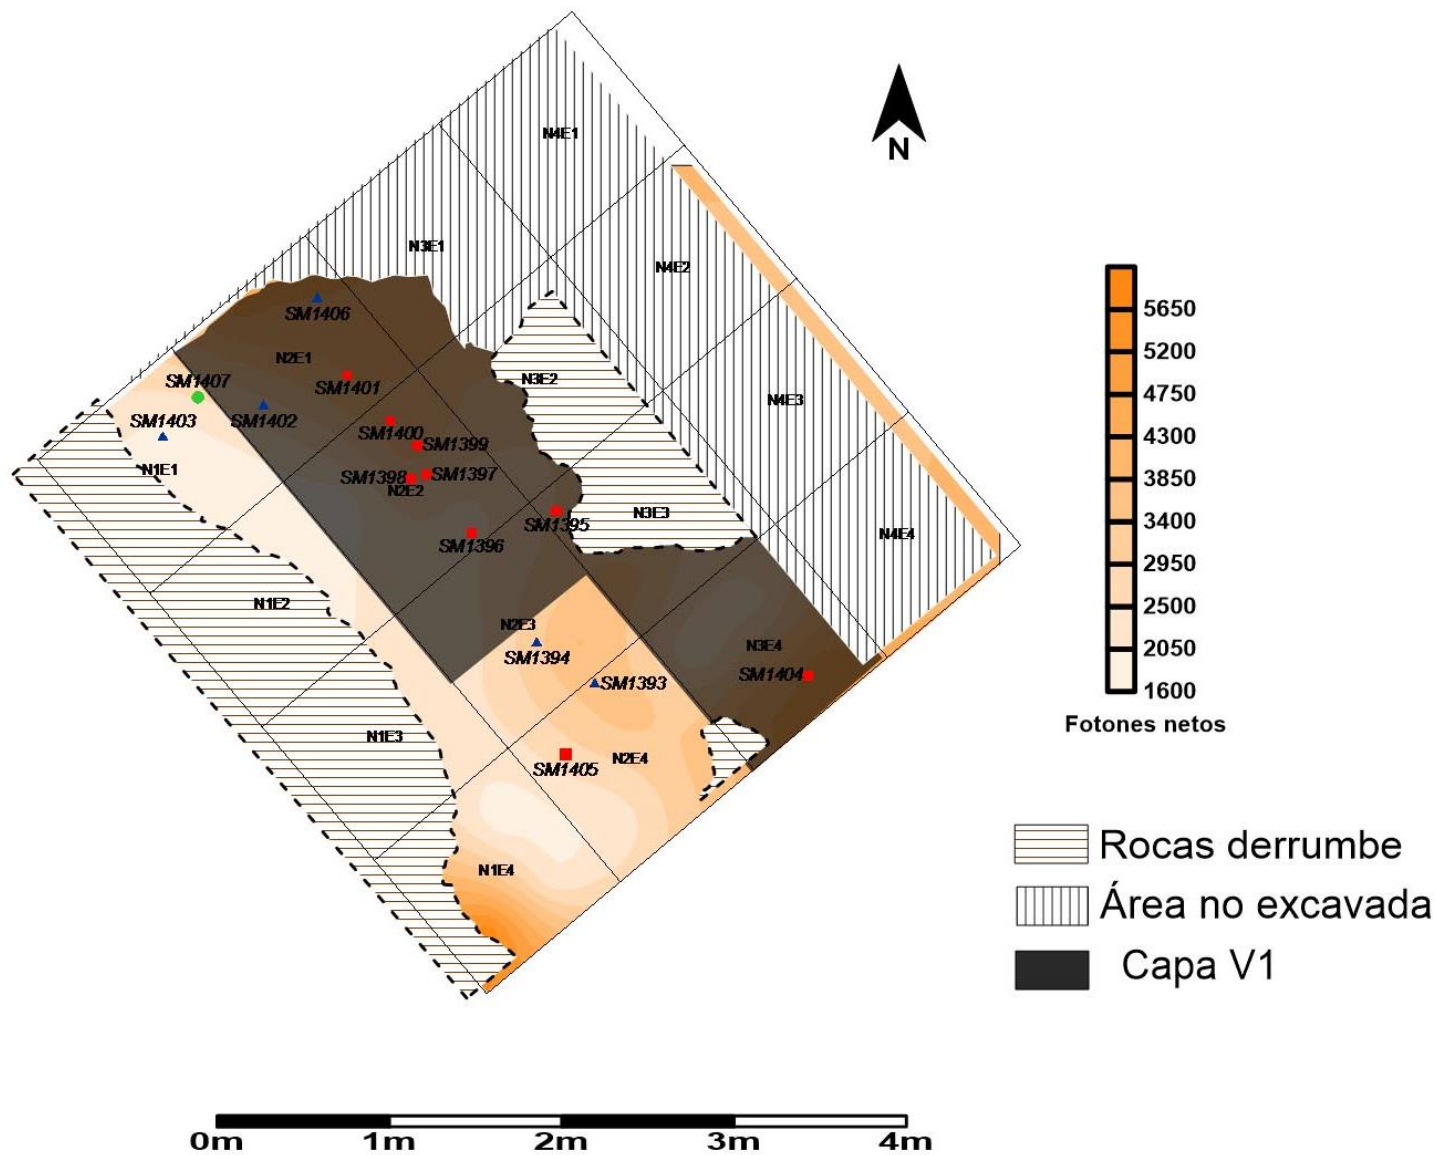 N4E1
N
N3E1
N4E2
SM1406
N2E1
SM1407
SM1401
N3E2
SM1403
SM1402
N4E3
SM1400
SM1399
N1E1
SM1398
SM1397
N2E2
SM1395
N3E3
SM1396
N4E4
N1E2
N2E3
SM1394
N3E4
SM1404
SM1393
N1E3
N2E4
SM1405
N1E4
5650
5200
4750
4300
3850
3400
2950
2500
2050
1600
Fotones netos
Rocas derrumbe
Área no excavada
Capa V1
0m 1m 2m 3m 4m